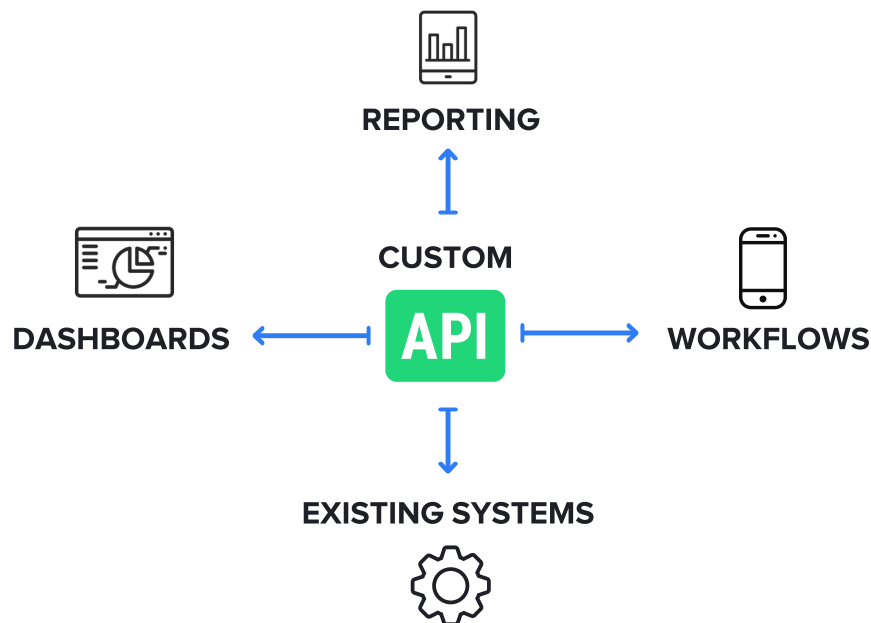 REPORTING
CUSTOM
API
DASHBOARDS
WORKFLOWS
EXISTING SYSTEMS